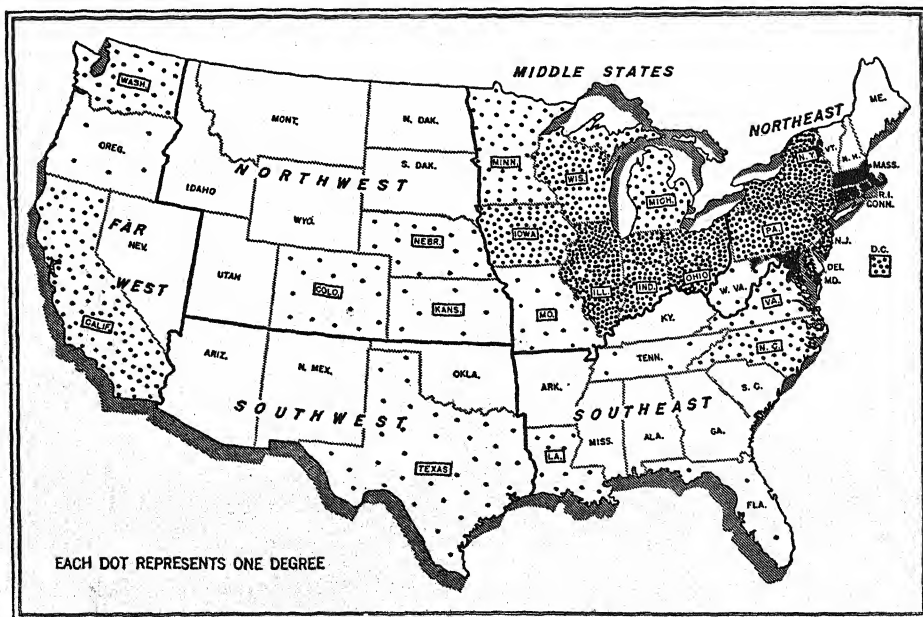 MIDDLE STATES
NORTHEAST
NORTHWEST
FAR WEST
SOUTHWEST
SOUTHEAST
WASH.
MONT.
N. DAK.
MINN.
ME.
OREG.
IDAHO
S. DAK.
WIS.
MICH.
N.Y.
VT.
N.H.
MASS.
R.I.
CONN.
WYO.
NEBR.
IOWA
PA.
N.J.
D.C.
NEV.
UTAH
COLO.
KANS.
MO.
ILL.
IND.
OHIO
W. VA.
VA.
DEL
MD.
CALIF
KY.
N. C.
TENN.
ARIZ.
N. MEX.
OKLA.
ARK.
S. C.
MISS.
ALA.
GA.
TEXAS
LA.
FLA.
EACH DOT REPRESENTS ONE DEGREE